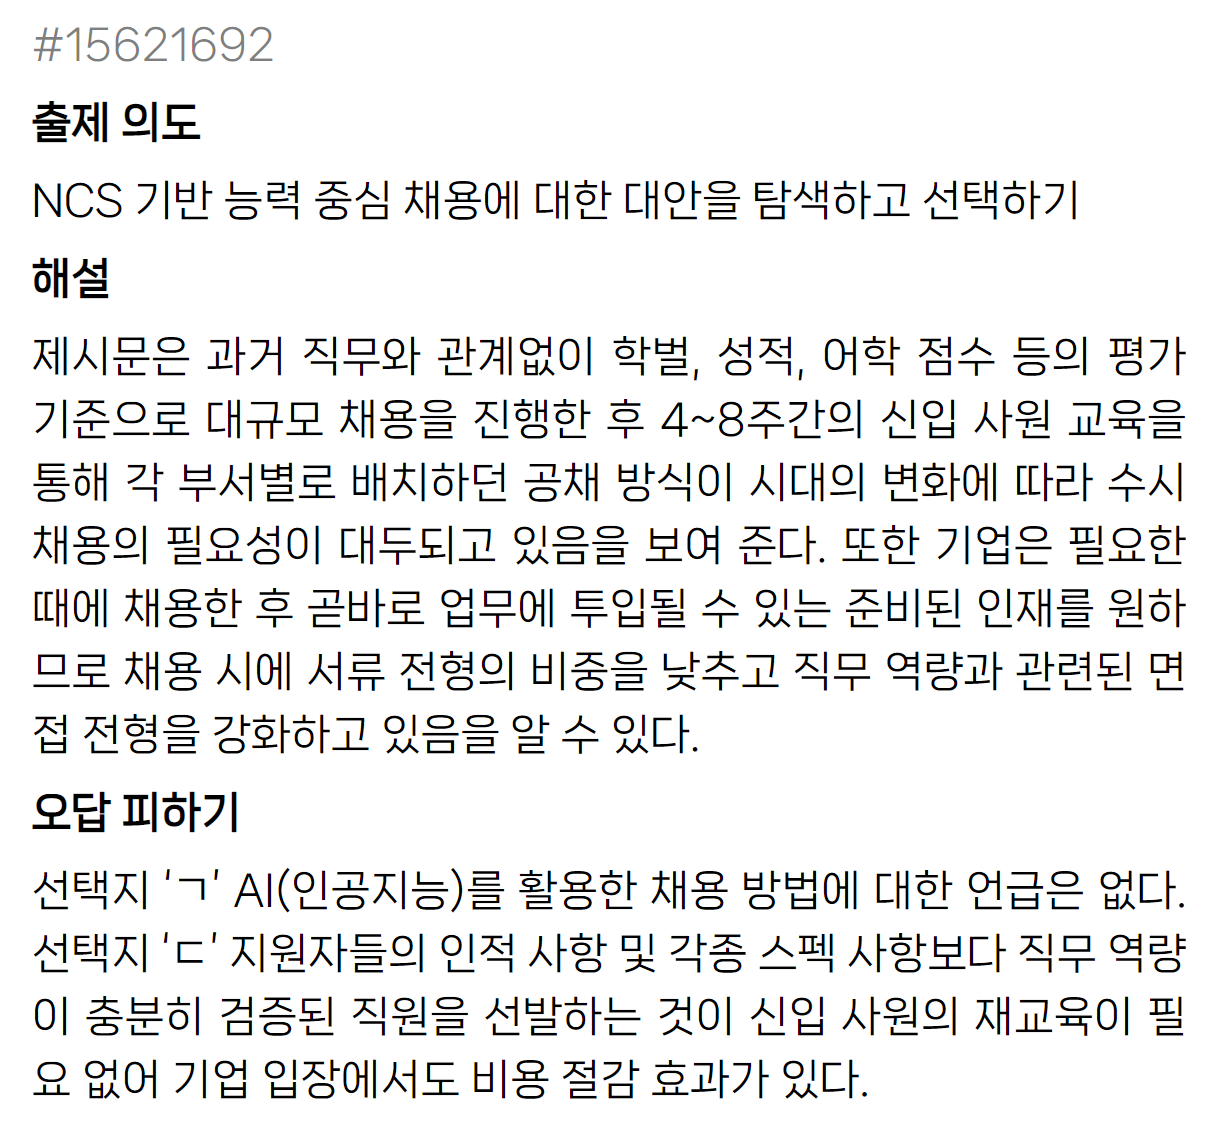 #15621692
출제 의도
NCS 기반 능력 중심 채용에 대한 대안을 탐색하고 선택하기
해설
제시문은 과거 직무와 관계없이 학벌, 성적, 어학 점수 등의 평가
기준으로 대규모 채용을 진행한 후 4~8주간의 신입 사원 교육을
통해 각 부서별로 배치하던 공채 방식이 시대의 변화에 따라 수시
채용의 필요성이 대두되고 있음을 보여 준다. 또한 기업은 필요한
때에 채용한 후 곧바로 업무에 투입될 수 있는 준비된 인재를 원하
므로 채용 시에 서류 전형의 비중을 낮추고 직무 역량과 관련된 면
접 전형을 강화하고 있음을 알 수 있다.
오답 피하기
선택지 ‘ㄱ’ AI(인공지능)를 활용한 채용 방법에 대한 언급은 없다.
선택지 ‘ㄷ’ 지원자들의 인적 사항 및 각종 스펙 사항보다 직무 역량
이 충분히 검증된 직원을 선발하는 것이 신입 사원의 재교육이 필
요 없어 기업 입장에서도 비용 절감 효과가 있다.